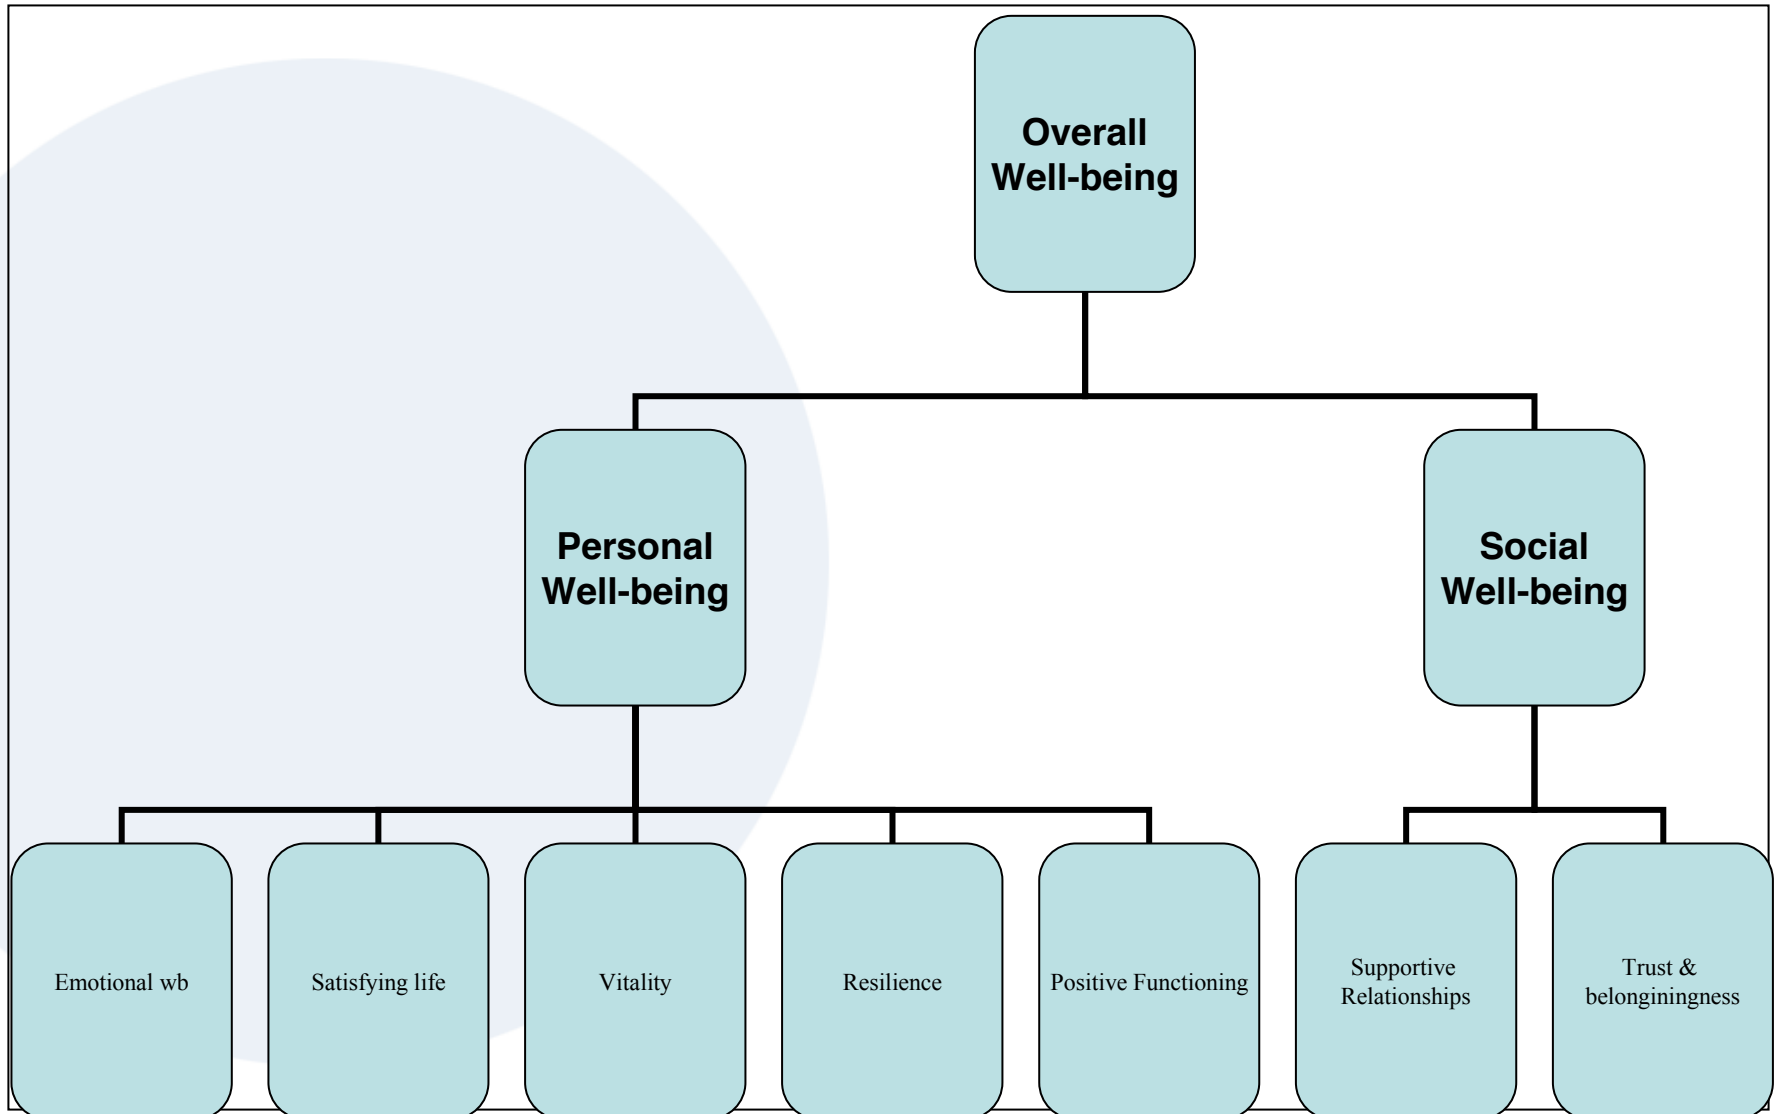 Overall
Well-being
Personal
Well-being
Social
Well-being
Emotional wb
Satisfying life
Vitality
Resilience
Positive Functioning
Supportive
Relationships
Trust &
belonginingness